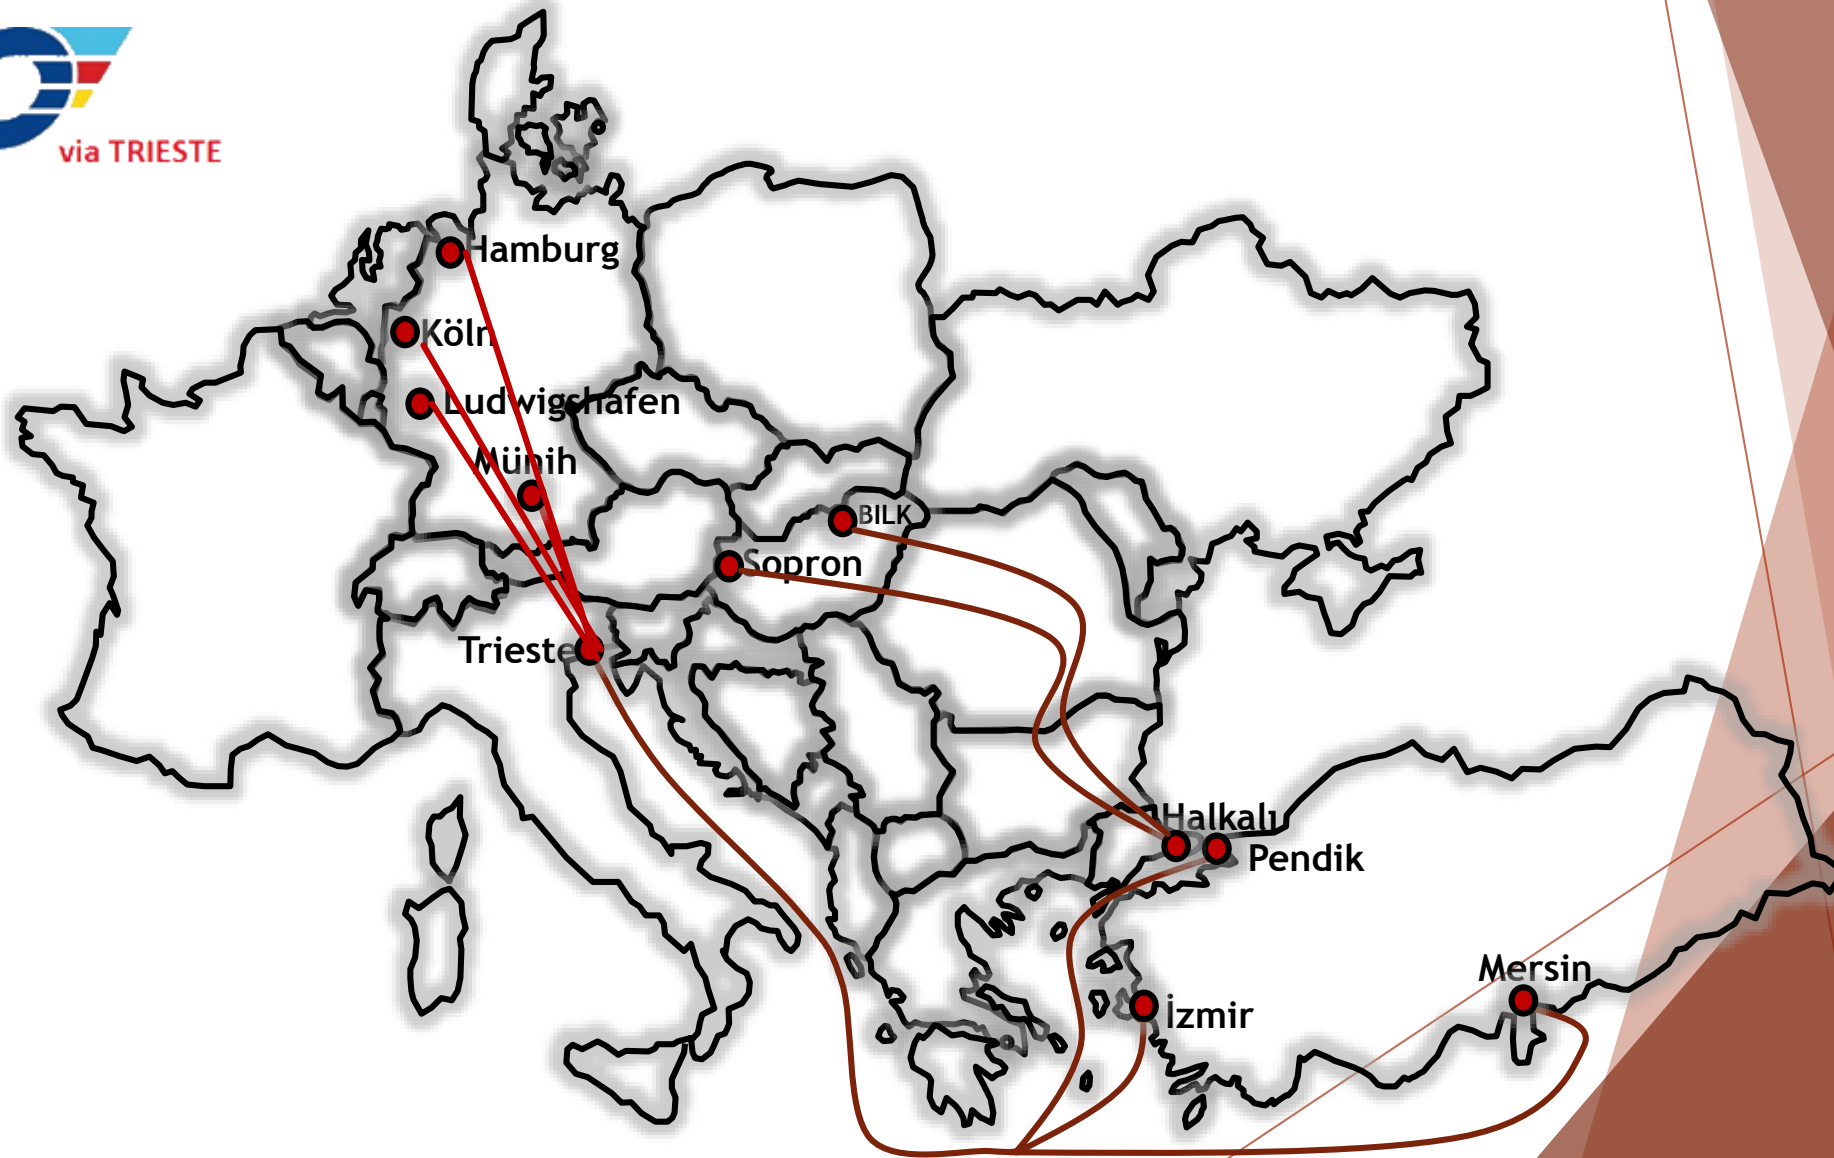 via TRIESTE
Hamburg
Köln
Ludwigshafen
Münih
BILK
Sopron
Trieste
Halkalı
Pendik
Mersin
İzmir